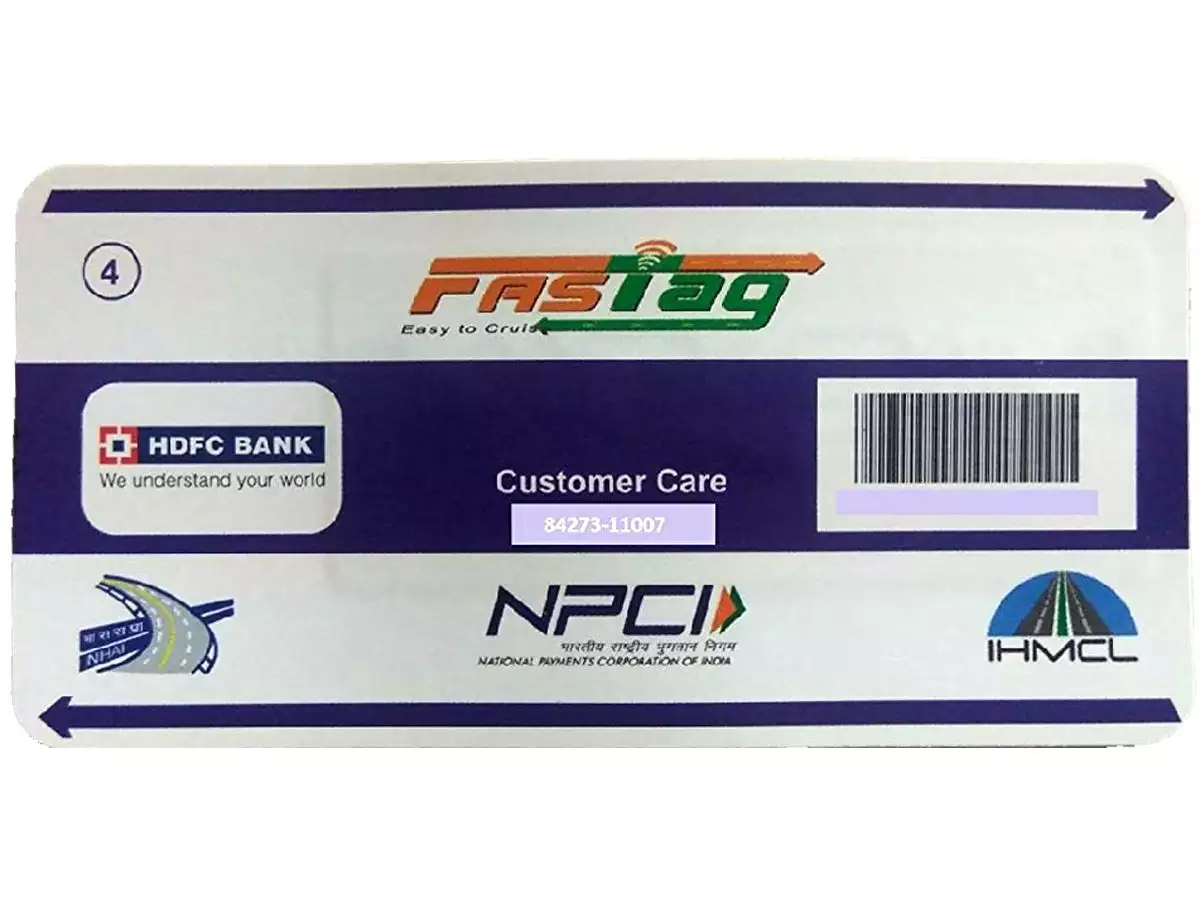 4
FASTag
Easy to Cruise
HDFC BANK
We understand your world
Customer Care
84273-11007
भा रा रा प्रा
NHAI
NPCI
भारतीय राष्ट्रीय भुगतान निगम
NATIONAL PAYMENTS CORPORATION OF INDIA
IHMCL